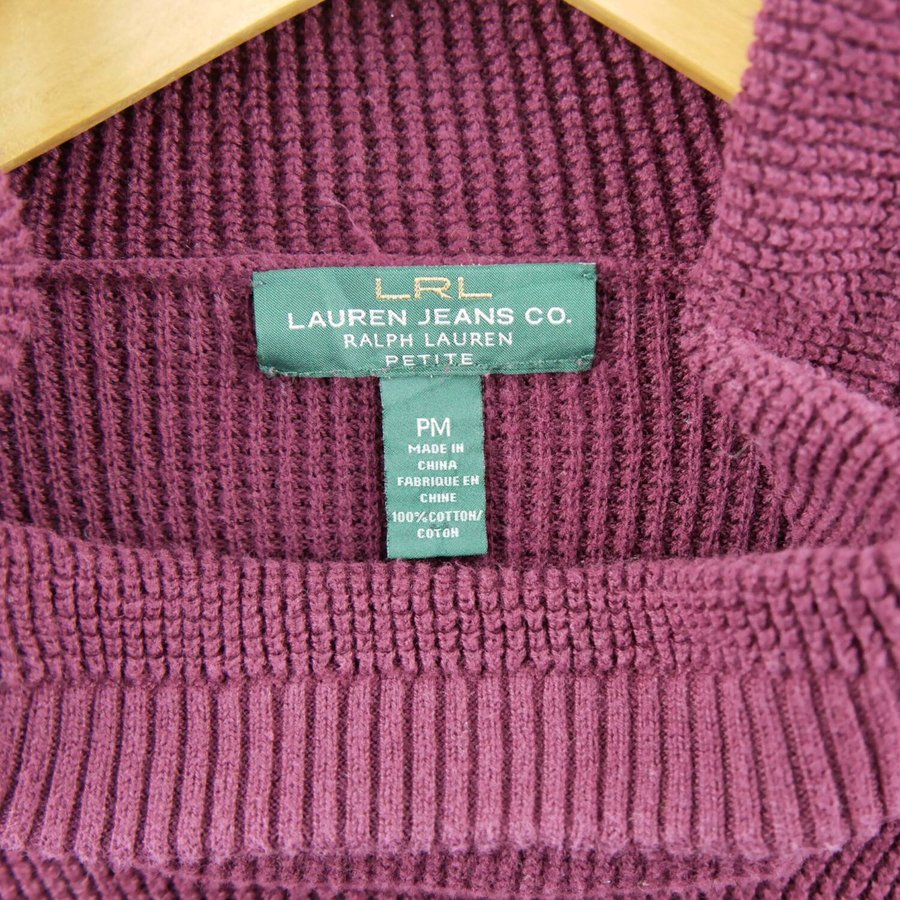 LRL
LAUREN JEANS CO.
RALPH LAUREN
PETITE
PM
MADE IN
CHINA
FABRIQUE EN
CHINE
100%COTTON/
COTON